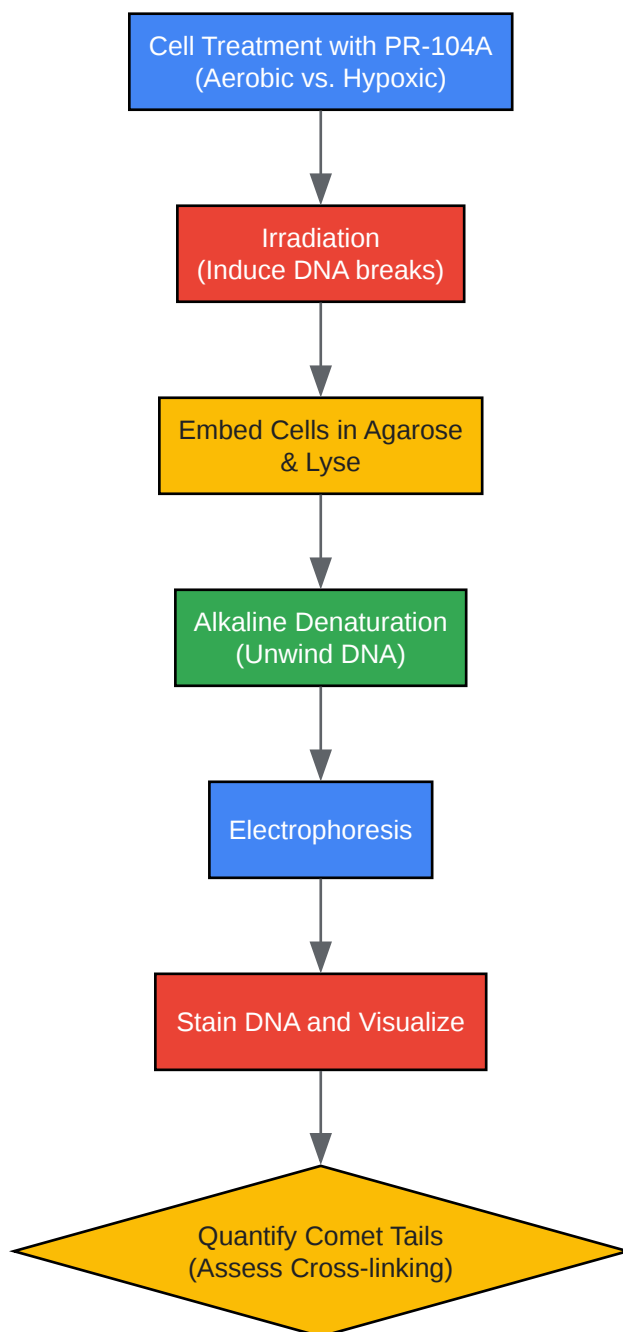 Cell Treatment with PR-104A
(Aerobic vs. Hypoxic)
Irradiation
(Induce DNA breaks)
Embed Cells in Agarose
& Lyse
Alkaline Denaturation
(Unwind DNA)
Electrophoresis
Stain DNA and Visualize
Quantify Comet Tails
(Assess Cross-linking)